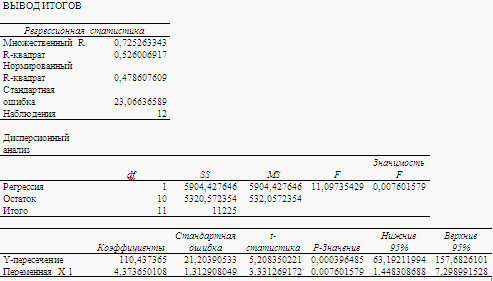 ВЫВОД ИТОГОВ
Регрессионная статистика
Множественный R 0,725263343
R-квадрат 0,526006917
Нормированный
R-квадрат 0,478607609
Стандартная
ошибка 23,06636589
Наблюдения 12
Дисперсионный
анализ
Значимость
df SS MS F F
Регрессия 1 5904,427646 5904,427646 11,09735429 0,007601579
Остаток 10 5320,572354 532,0572354
Итого 11 11225
Стандартная t- Нижние Верхние
Коэффициенты ошибка статистика P-Значение 95% 95%
Y-пересечение 110,437365 21,20390533 5,208350221 0,000396485 63,19211994 157,6826101
Переменная X 1 4,373650108 1,312908049 3,331269172 0,007601579 1,448308688 7,298991528